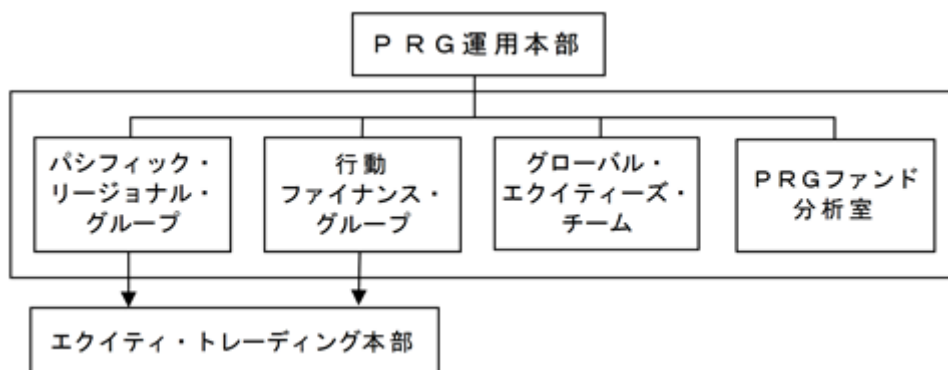 ＰＲＧ運用本部
パシフィック・
リージョナル・
グループ
行動
ファイナンス・
グループ
グローバル・
エクイティーズ・
チーム
ＰＲＧファンド
分析室
エクイティ・トレーディング本部